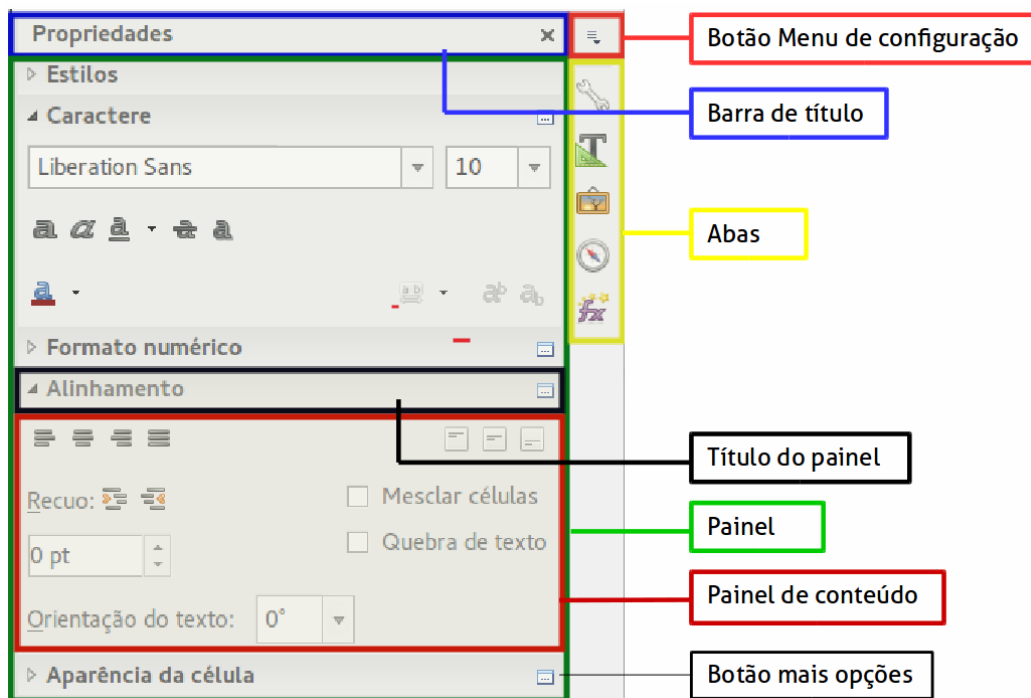 Propriedades
Botão Menu de configuração
Estilos
Caractere
Barra de título
Liberation Sans
10
Abas
Formato numérico
Alinhamento
Título do painel
Recuo:
Mesclar células
0 pt
Quebra de texto
Painel
Orientação do texto:
0°
Painel de conteúdo
Aparência da célula
Botão mais opções